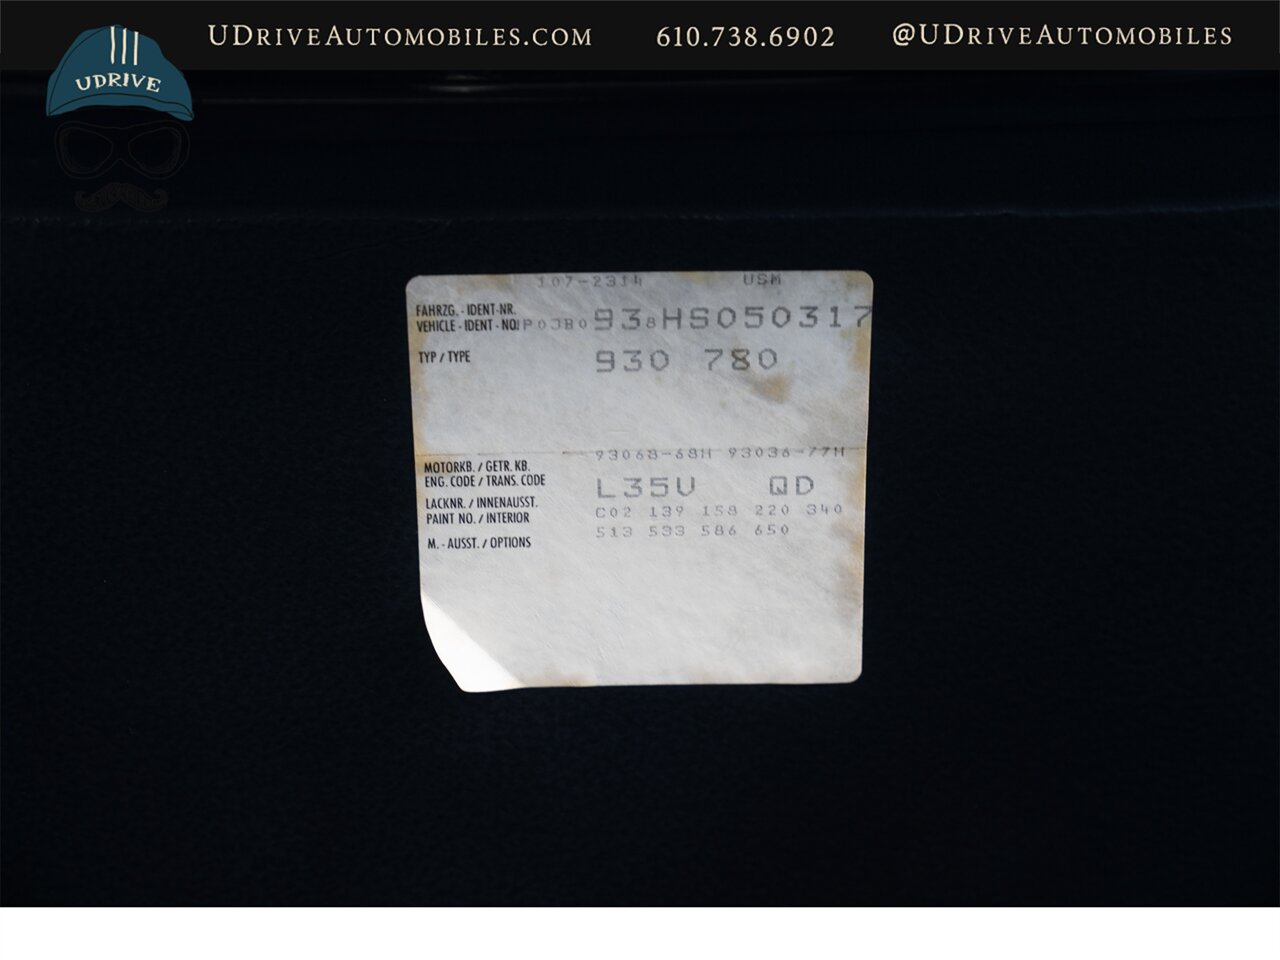 UDRIVEAUTOMOBILES.COM 610.738.6902 @UDRIVEAUTOMOBILES
UDRIVE
107-2314 USM
FAHRZG. - IDENT-NR.
VEHICLE - IDENT - NO. WP0JB0938HS050317
TYP / TYPE 930 780
93068-68H 93036-77H
MOTORKB. / GETR. KB.
ENG. CODE / TRANS. CODE L35V QD
LACKNR. / INNENAUSST.
PAINT NO. / INTERIOR
C02 139 158 220 340
513 533 586 650
M. - AUSST. / OPTIONS